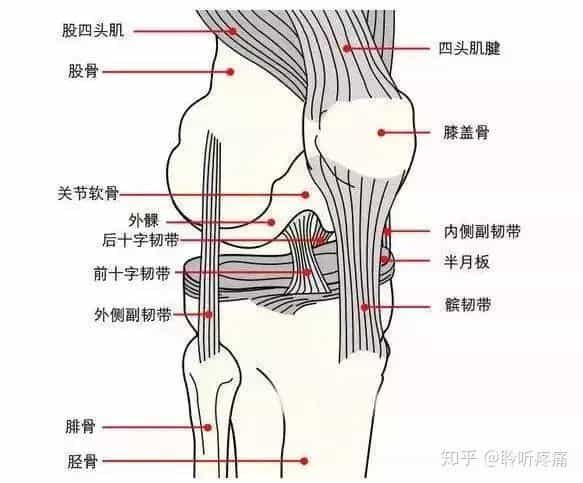 股四头肌
四头肌腱
股骨
膝盖骨
关节软骨
外髁
内侧副韧带
后十字韧带
半月板
前十字韧带
髌韧带
外侧副韧带
腓骨
胫骨
知乎 @聆听疼痛